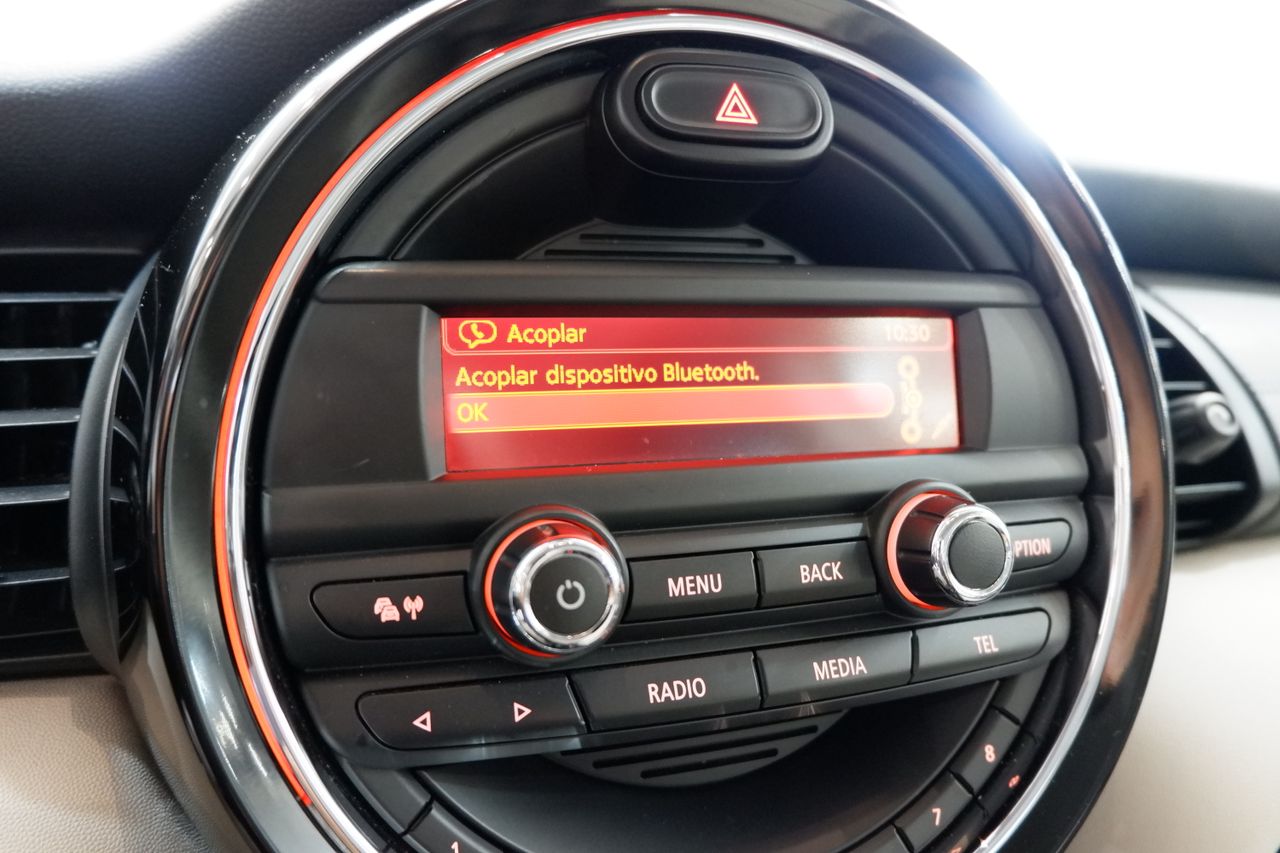 Acoplar 10:30
Acoplar dispositivo Bluetooth.
OK
MENU BACK PTION
RADIO MEDIA TEL
8
7
1